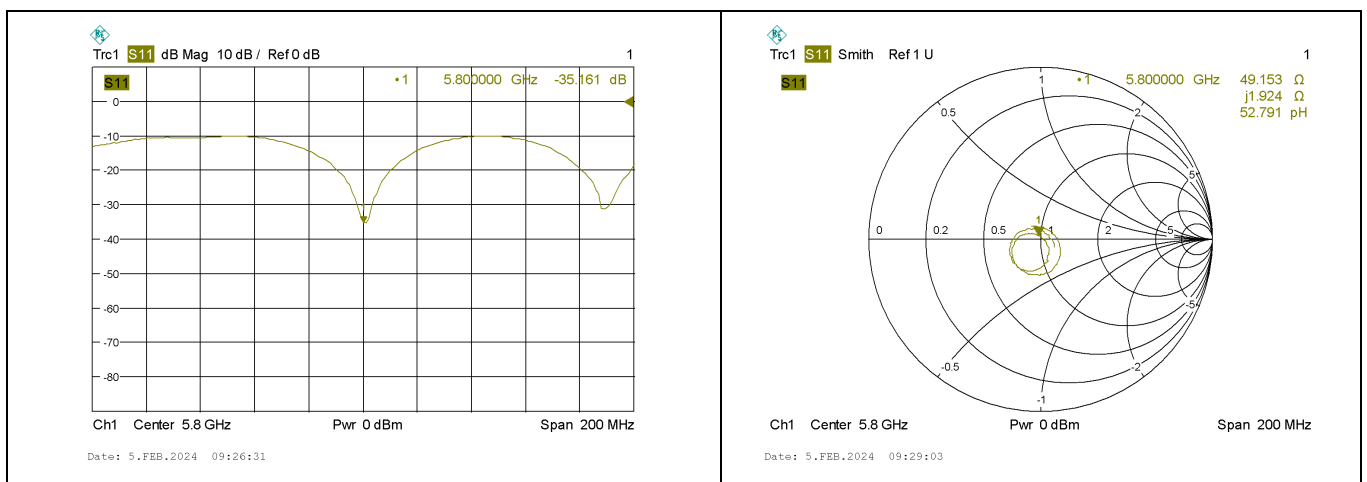 Trc1 S11 dB Mag 10 dB / Ref 0 dB 1
S11 •1 5.800000 GHz -35.161 dB
0
-10
-20
-30
-40
-50
-60
-70
-80
Ch1 Center 5.8 GHz Pwr 0 dBm Span 200 MHz
Date: 5.FEB.2024 09:26:31
Trc1 S11 Smith Ref 1 U 1
S11 1 •1 5.800000 GHz 49.153 Ω
j1.924 Ω
0.5 2 52.791 pH
5
1
0 0.2 0.5 1 2 5
-5
-0.5 -2
-1
Ch1 Center 5.8 GHz Pwr 0 dBm Span 200 MHz
Date: 5.FEB.2024 09:29:03